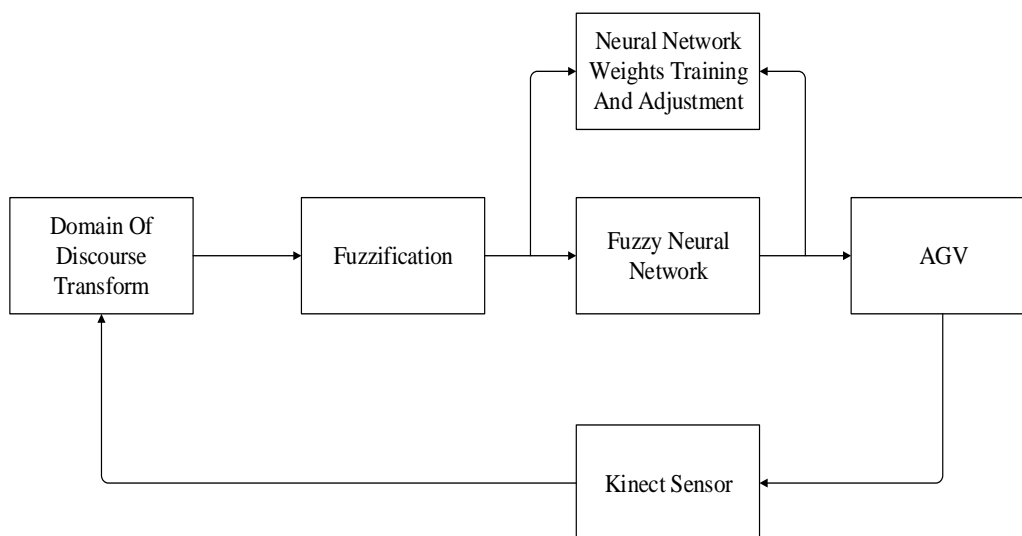 Neural Network
Weights Training
And Adjustment
Domain Of
Discourse
Transform
Fuzzification
Fuzzy Neural
Network
AGV
Kinect Sensor